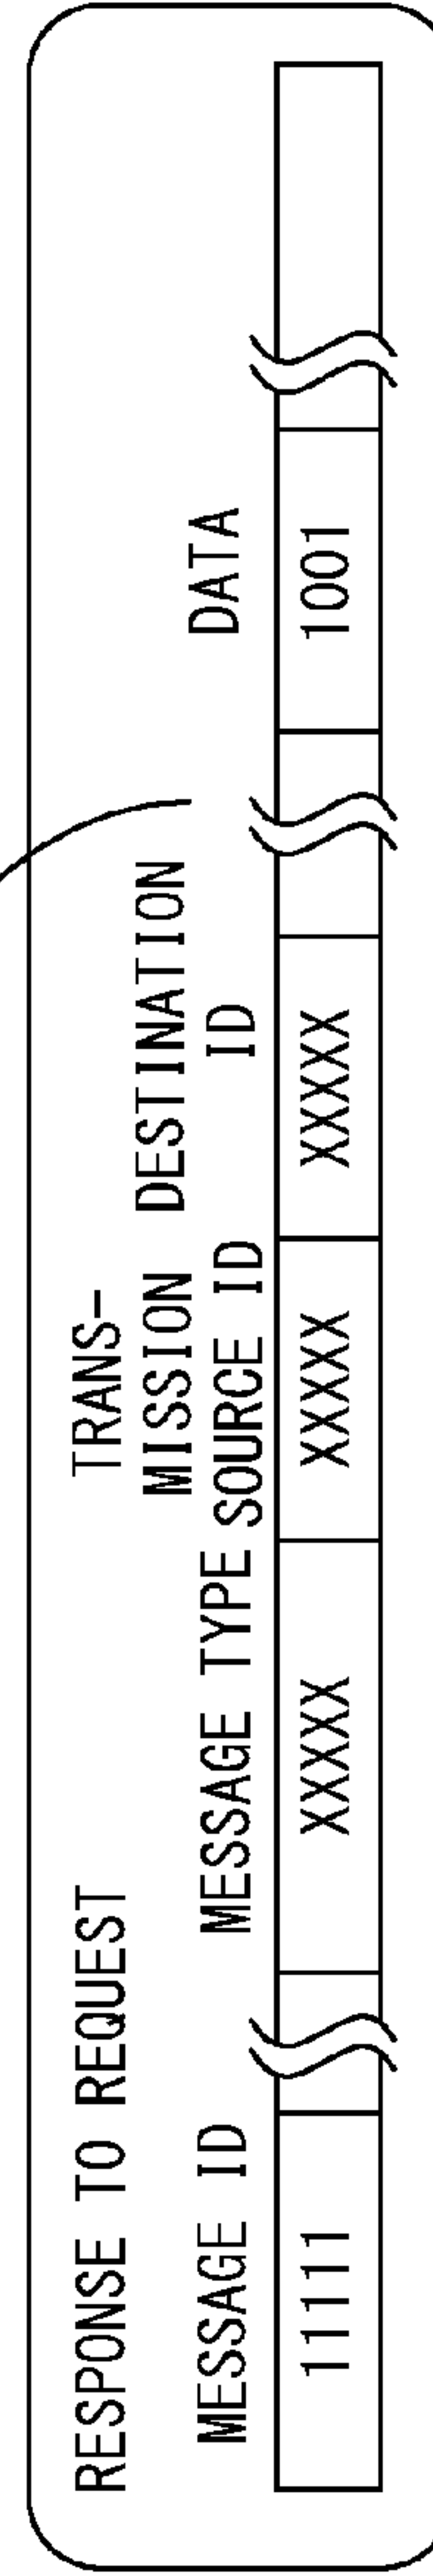 RESPONSE TO REQUEST
MESSAGE ID
MESSAGE TYPE
TRANS-
MISSION
SOURCE ID
DESTINATION
ID
DATA
11111
XXXXX
XXXXX
XXXXX
1001